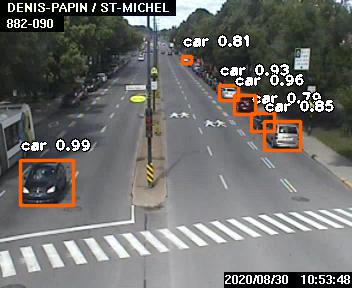 DENIS-PAPIN / ST-MICHEL
882-090
car 0.81
car 0.93
car 0.96
car 0.79
car 0.85
car 0.99
2020/08/30 10:53:48